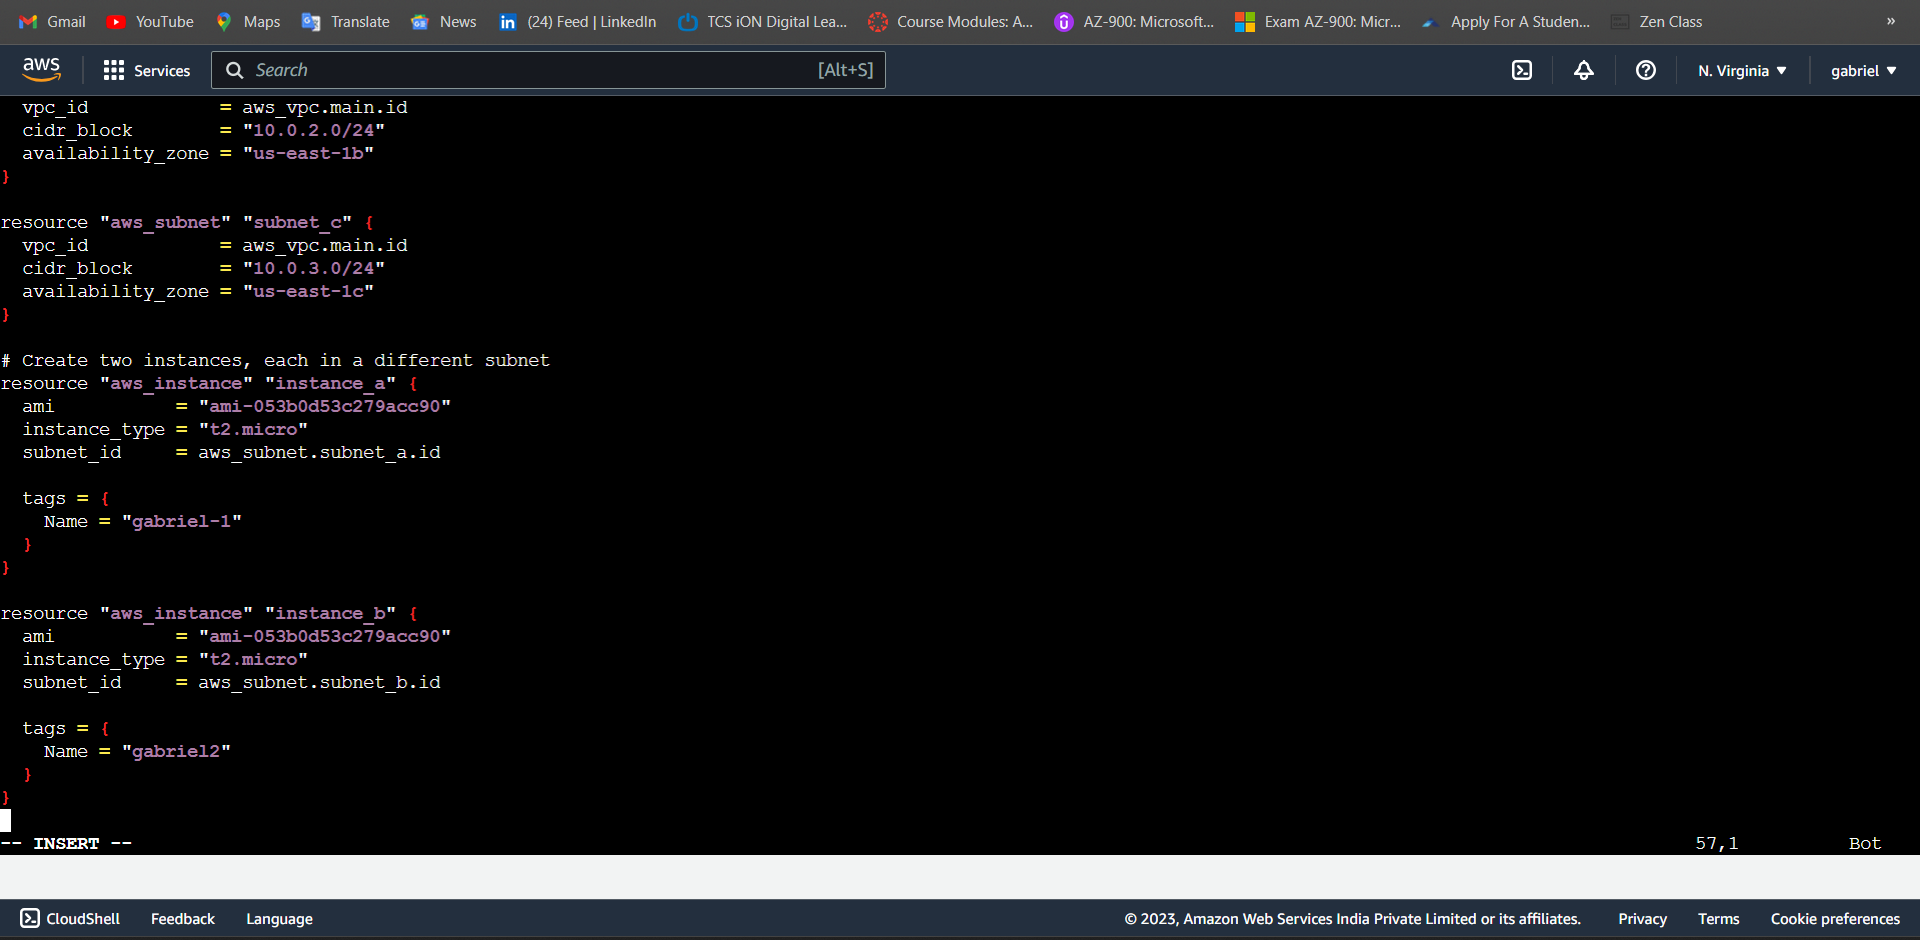 Gmail YouTube Maps Translate News (24) Feed | LinkedIn TCS iON Digital Lea... Course Modules: A... AZ-900: Microsoft... Exam AZ-900: Micr... Apply For A Studen... Zen Class »
aws Services Search [Alt+S] N. Virginia gabriel
  vpc_id            = aws_vpc.main.id
  cidr_block        = "10.0.2.0/24"
  availability_zone = "us-east-1b"
}
resource "aws_subnet" "subnet_c" {
  vpc_id            = aws_vpc.main.id
  cidr_block        = "10.0.3.0/24"
  availability_zone = "us-east-1c"
}
# Create two instances, each in a different subnet
resource "aws_instance" "instance_a" {
  ami           = "ami-053b0d53c279acc90"
  instance_type = "t2.micro"
  subnet_id     = aws_subnet.subnet_a.id
  tags = {
    Name = "gabriel-1"
  }
}
resource "aws_instance" "instance_b" {
  ami           = "ami-053b0d53c279acc90"
  instance_type = "t2.micro"
  subnet_id     = aws_subnet.subnet_b.id
  tags = {
    Name = "gabriel2"
  }
}
-- INSERT -- 57,1 Bot
CloudShell Feedback Language © 2023, Amazon Web Services India Private Limited or its affiliates. Privacy Terms Cookie preferences